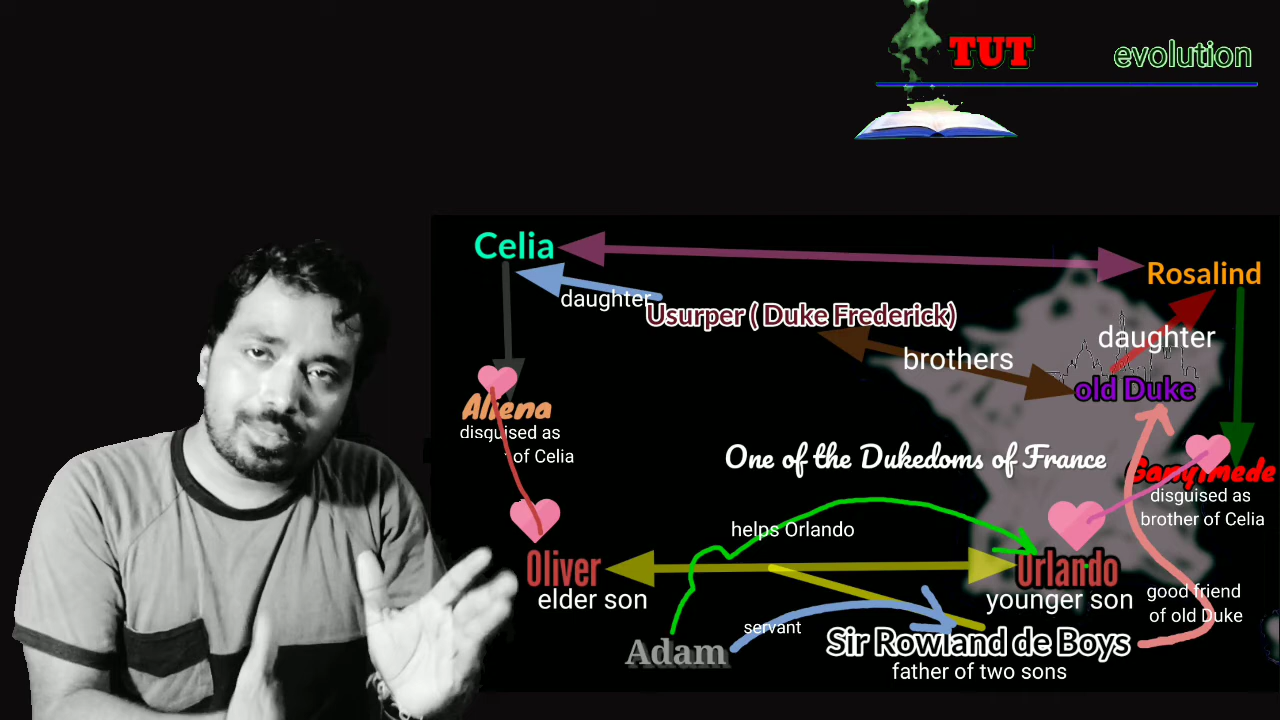 TUT evolution
Celia
Rosalind
daughter
Usurper ( Duke Frederick)
daughter
brothers
old Duke
Aliena
disguised as
of Celia
One of the Dukedoms of France
Ganymede
disguised as
brother of Celia
helps Orlando
Oliver
Orlando
elder son
younger son
good friend
of old Duke
servant
Adam
Sir Rowland de Boys
father of two sons